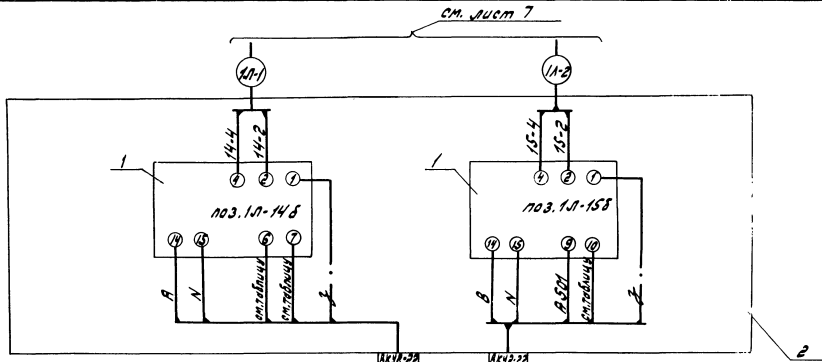 см. лист 7
1Л-1
1Л-2
14-4
14-2
15-4
15-2
1
4
2
1
1
4
2
1
поз. 1Л-14б
поз. 1Л-15б
14
15
6
7
14
15
9
10
А
N
см. таблицу
см. таблицу
З
В
N
А501
см. таблицу
З
2